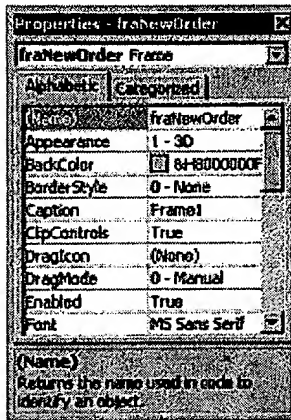 Properties - fraNewOrder
fraNewOrder Frame
Alphabetic Categorized
(Name) fraNewOrder
Appearance 1 - 3D
BackColor &H8000000F
BorderStyle 0 - None
Caption Frame1
ClipControls True
DragIcon (None)
DragMode 0 - Manual
Enabled True
Font MS Sans Serif
(Name)
Returns the name used in code to
identify an object.